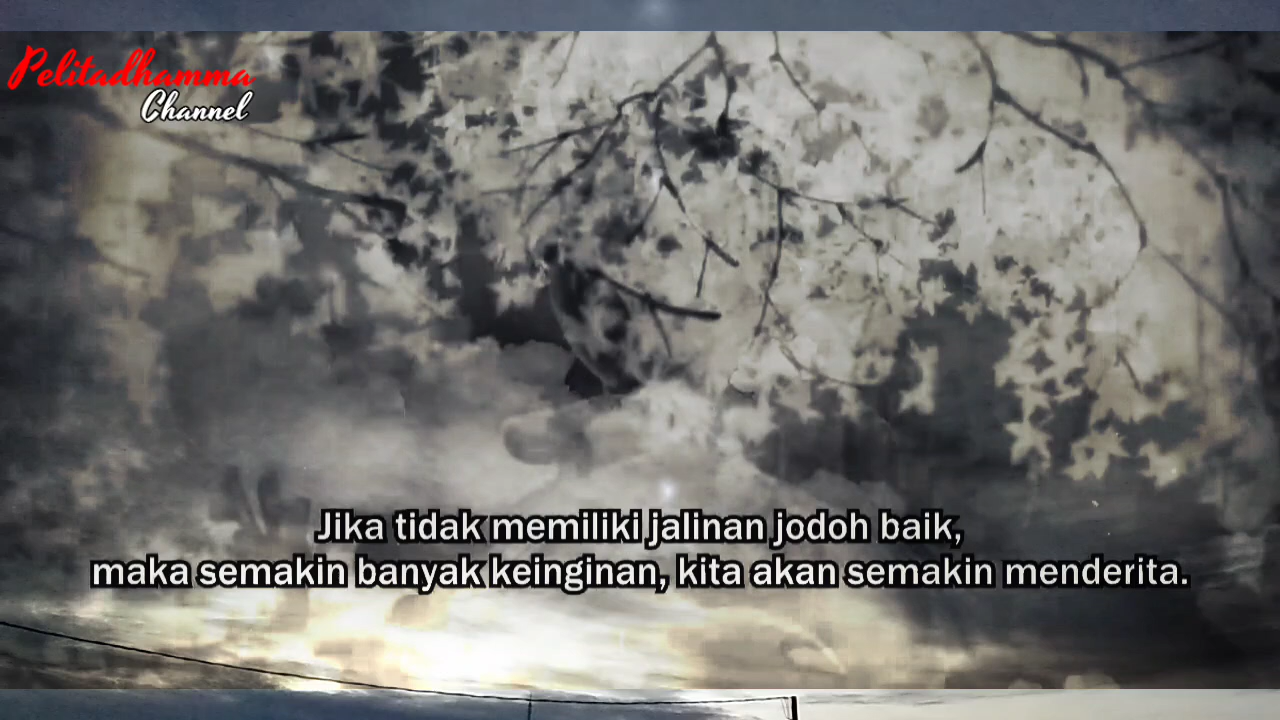 Pelitadhamma
Channel
Jika tidak memiliki jalinan jodoh baik,
maka semakin banyak keinginan, kita akan semakin menderita.